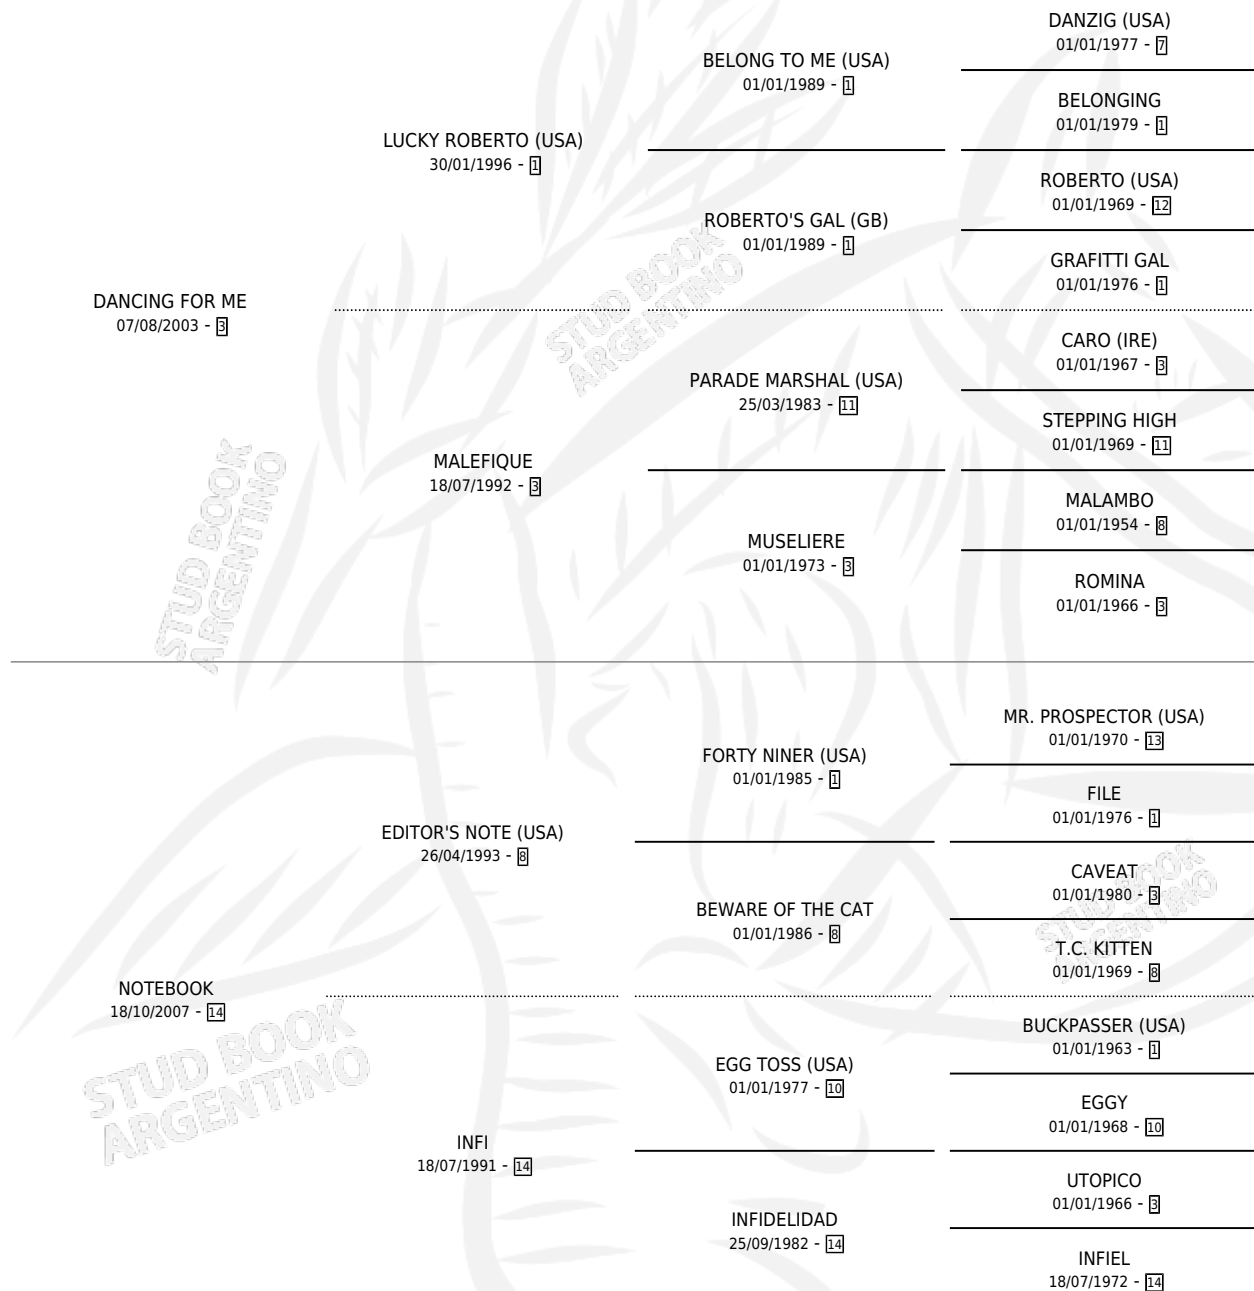 DANZIG (USA)
01/01/1977 - 7
BELONG TO ME (USA)
01/01/1989 - 1
BELONGING
01/01/1979 - 1
LUCKY ROBERTO (USA)
30/01/1996 - 1
ROBERTO (USA)
01/01/1969 - 12
ROBERTO'S GAL (GB)
01/01/1989 - 1
GRAFITTI GAL
01/01/1976 - 1
DANCING FOR ME
07/08/2003 - 3
CARO (IRE)
01/01/1967 - 3
PARADE MARSHAL (USA)
25/03/1983 - 11
STEPPING HIGH
01/01/1969 - 11
MALEFIQUE
18/07/1992 - 3
MALAMBO
01/01/1954 - 8
MUSELIERE
01/01/1973 - 3
ROMINA
01/01/1966 - 3
STUD BOOK
ARGENTINO
STUD BOOK
ARGENTINO
MR. PROSPECTOR (USA)
01/01/1970 - 13
FORTY NINER (USA)
01/01/1985 - 1
FILE
01/01/1976 - 1
EDITOR'S NOTE (USA)
26/04/1993 - 8
CAVEAT
01/01/1980 - 3
BEWARE OF THE CAT
01/01/1986 - 8
T.C. KITTEN
01/01/1969 - 8
STUD BOOK
ARGENTINO
NOTEBOOK
18/10/2007 - 14
BUCKPASSER (USA)
01/01/1963 - 1
EGG TOSS (USA)
01/01/1977 - 10
EGGY
01/01/1968 - 10
INFI
18/07/1991 - 14
UTOPICO
01/01/1966 - 3
INFIDELIDAD
25/09/1982 - 14
INFIEL
18/07/1972 - 14
STUD BOOK
ARGENTINO